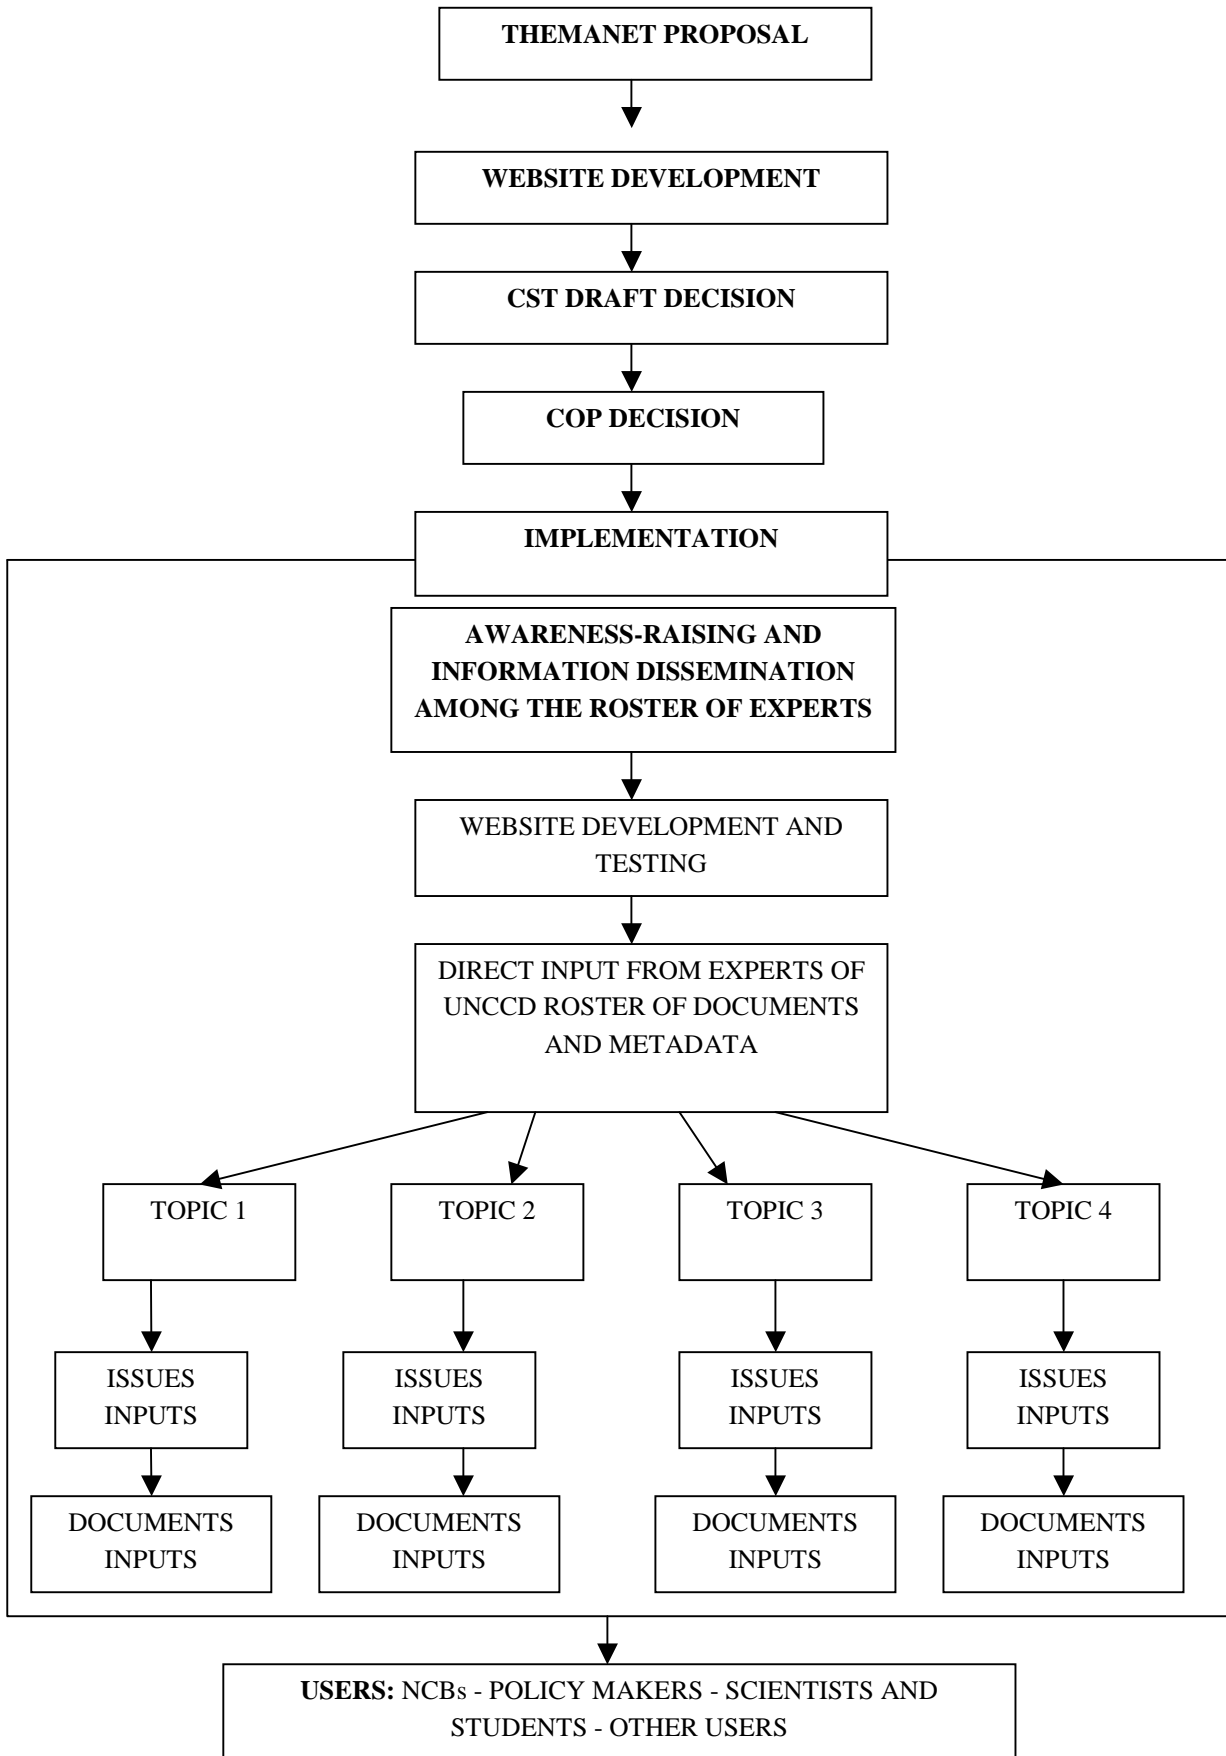 THEMANET PROPOSAL
WEBSITE DEVELOPMENT
CST DRAFT DECISION
COP DECISION
IMPLEMENTATION
AWARENESS-RAISING AND
INFORMATION DISSEMINATION
AMONG THE ROSTER OF EXPERTS
WEBSITE DEVELOPMENT AND
TESTING
DIRECT INPUT FROM EXPERTS OF
UNCCD ROSTER OF DOCUMENTS
AND METADATA
TOPIC 1
TOPIC 2
TOPIC 3
TOPIC 4
ISSUES
INPUTS
ISSUES
INPUTS
ISSUES
INPUTS
ISSUES
INPUTS
DOCUMENTS
INPUTS
DOCUMENTS
INPUTS
DOCUMENTS
INPUTS
DOCUMENTS
INPUTS
USERS: NCBs - POLICY MAKERS - SCIENTISTS AND
STUDENTS - OTHER USERS